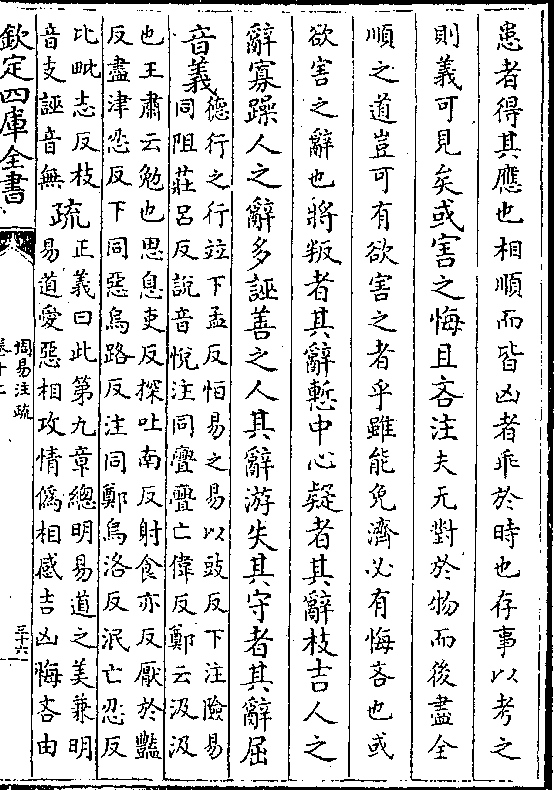 患者得其應也相順而皆凶者乖於時也存事以考之
則義可見矣或害之悔且吝注夫无對於物而後盡全
順之道豈可有欲害之者乎雖能免濟必有悔吝也或
欲害之辭也將叛者其辭慙中心疑者其辭枝吉人之
辭寡躁人之辭多誣善之人其辭游失其守者其辭屈
音義
德行之行竝下孟反怕易之易以豉反下注險易
同阻莊呂反說音悅注同亹亹亡偉反鄭云汲汲
也王肅云勉也思息吏反探吐南反射食亦反厭於豔
反盡津忍反下同惡烏路反注同鄭烏洛反泯亡忍反
比毗志反枝
音支誣音無
疏
正義曰此第九章總明易道之美兼明
易道愛惡相攻情僞相感吉凶悔吝由
欽定四庫全書
周易注疏
卷十二
三十六